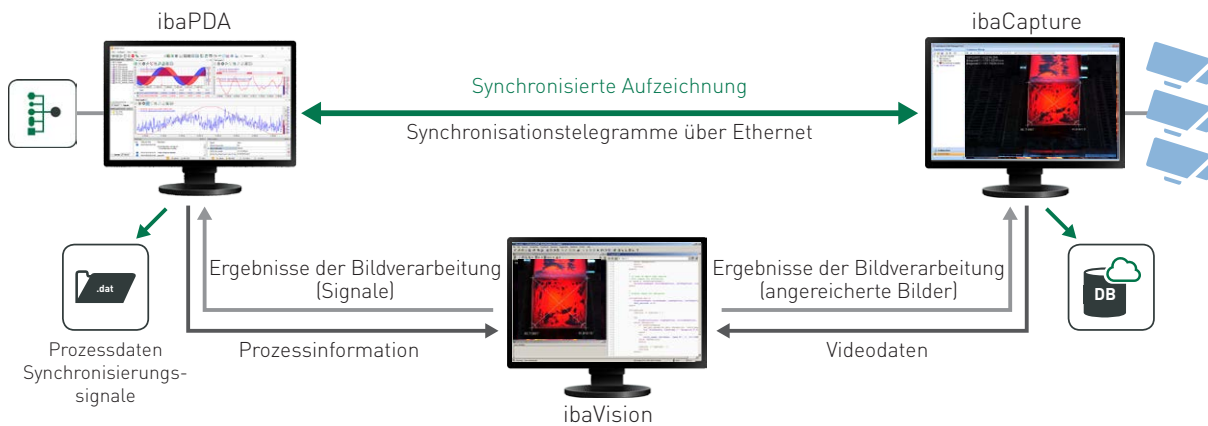 ibaPDA
ibaCapture
Synchronisierte Aufzeichnung
Synchronisationstelegramme über Ethernet
.dat
Ergebnisse der Bildverarbeitung
(Signale)
Ergebnisse der Bildverarbeitung
(angereicherte Bilder)
DB
Prozessdaten
Synchronisierungs-
signale
Prozessinformation
Videodaten
ibaVision